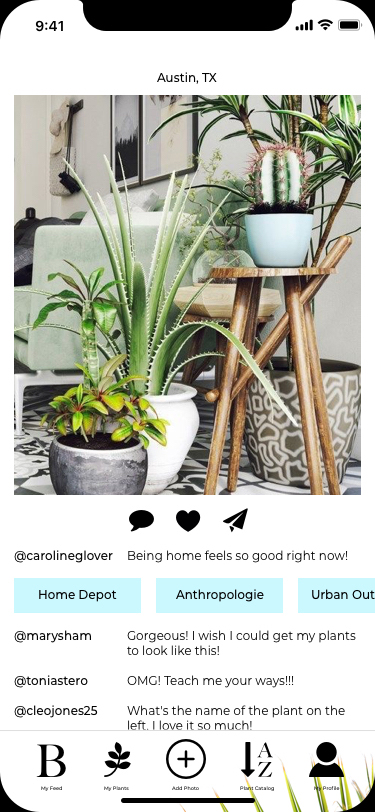 9:41
Austin, TX
@carolineglover Being home feels so good right now!
Home Depot Anthropologie Urban Out
@marysham Gorgeous! I wish I could get my plants
to look like this!
@toniastero OMG! Teach me your ways!!!
@cleojones25 What's the name of the plant on the
left. I love it so much!
B A
Z
My Feed My Plants Add Photo Plant Catalog My Profile